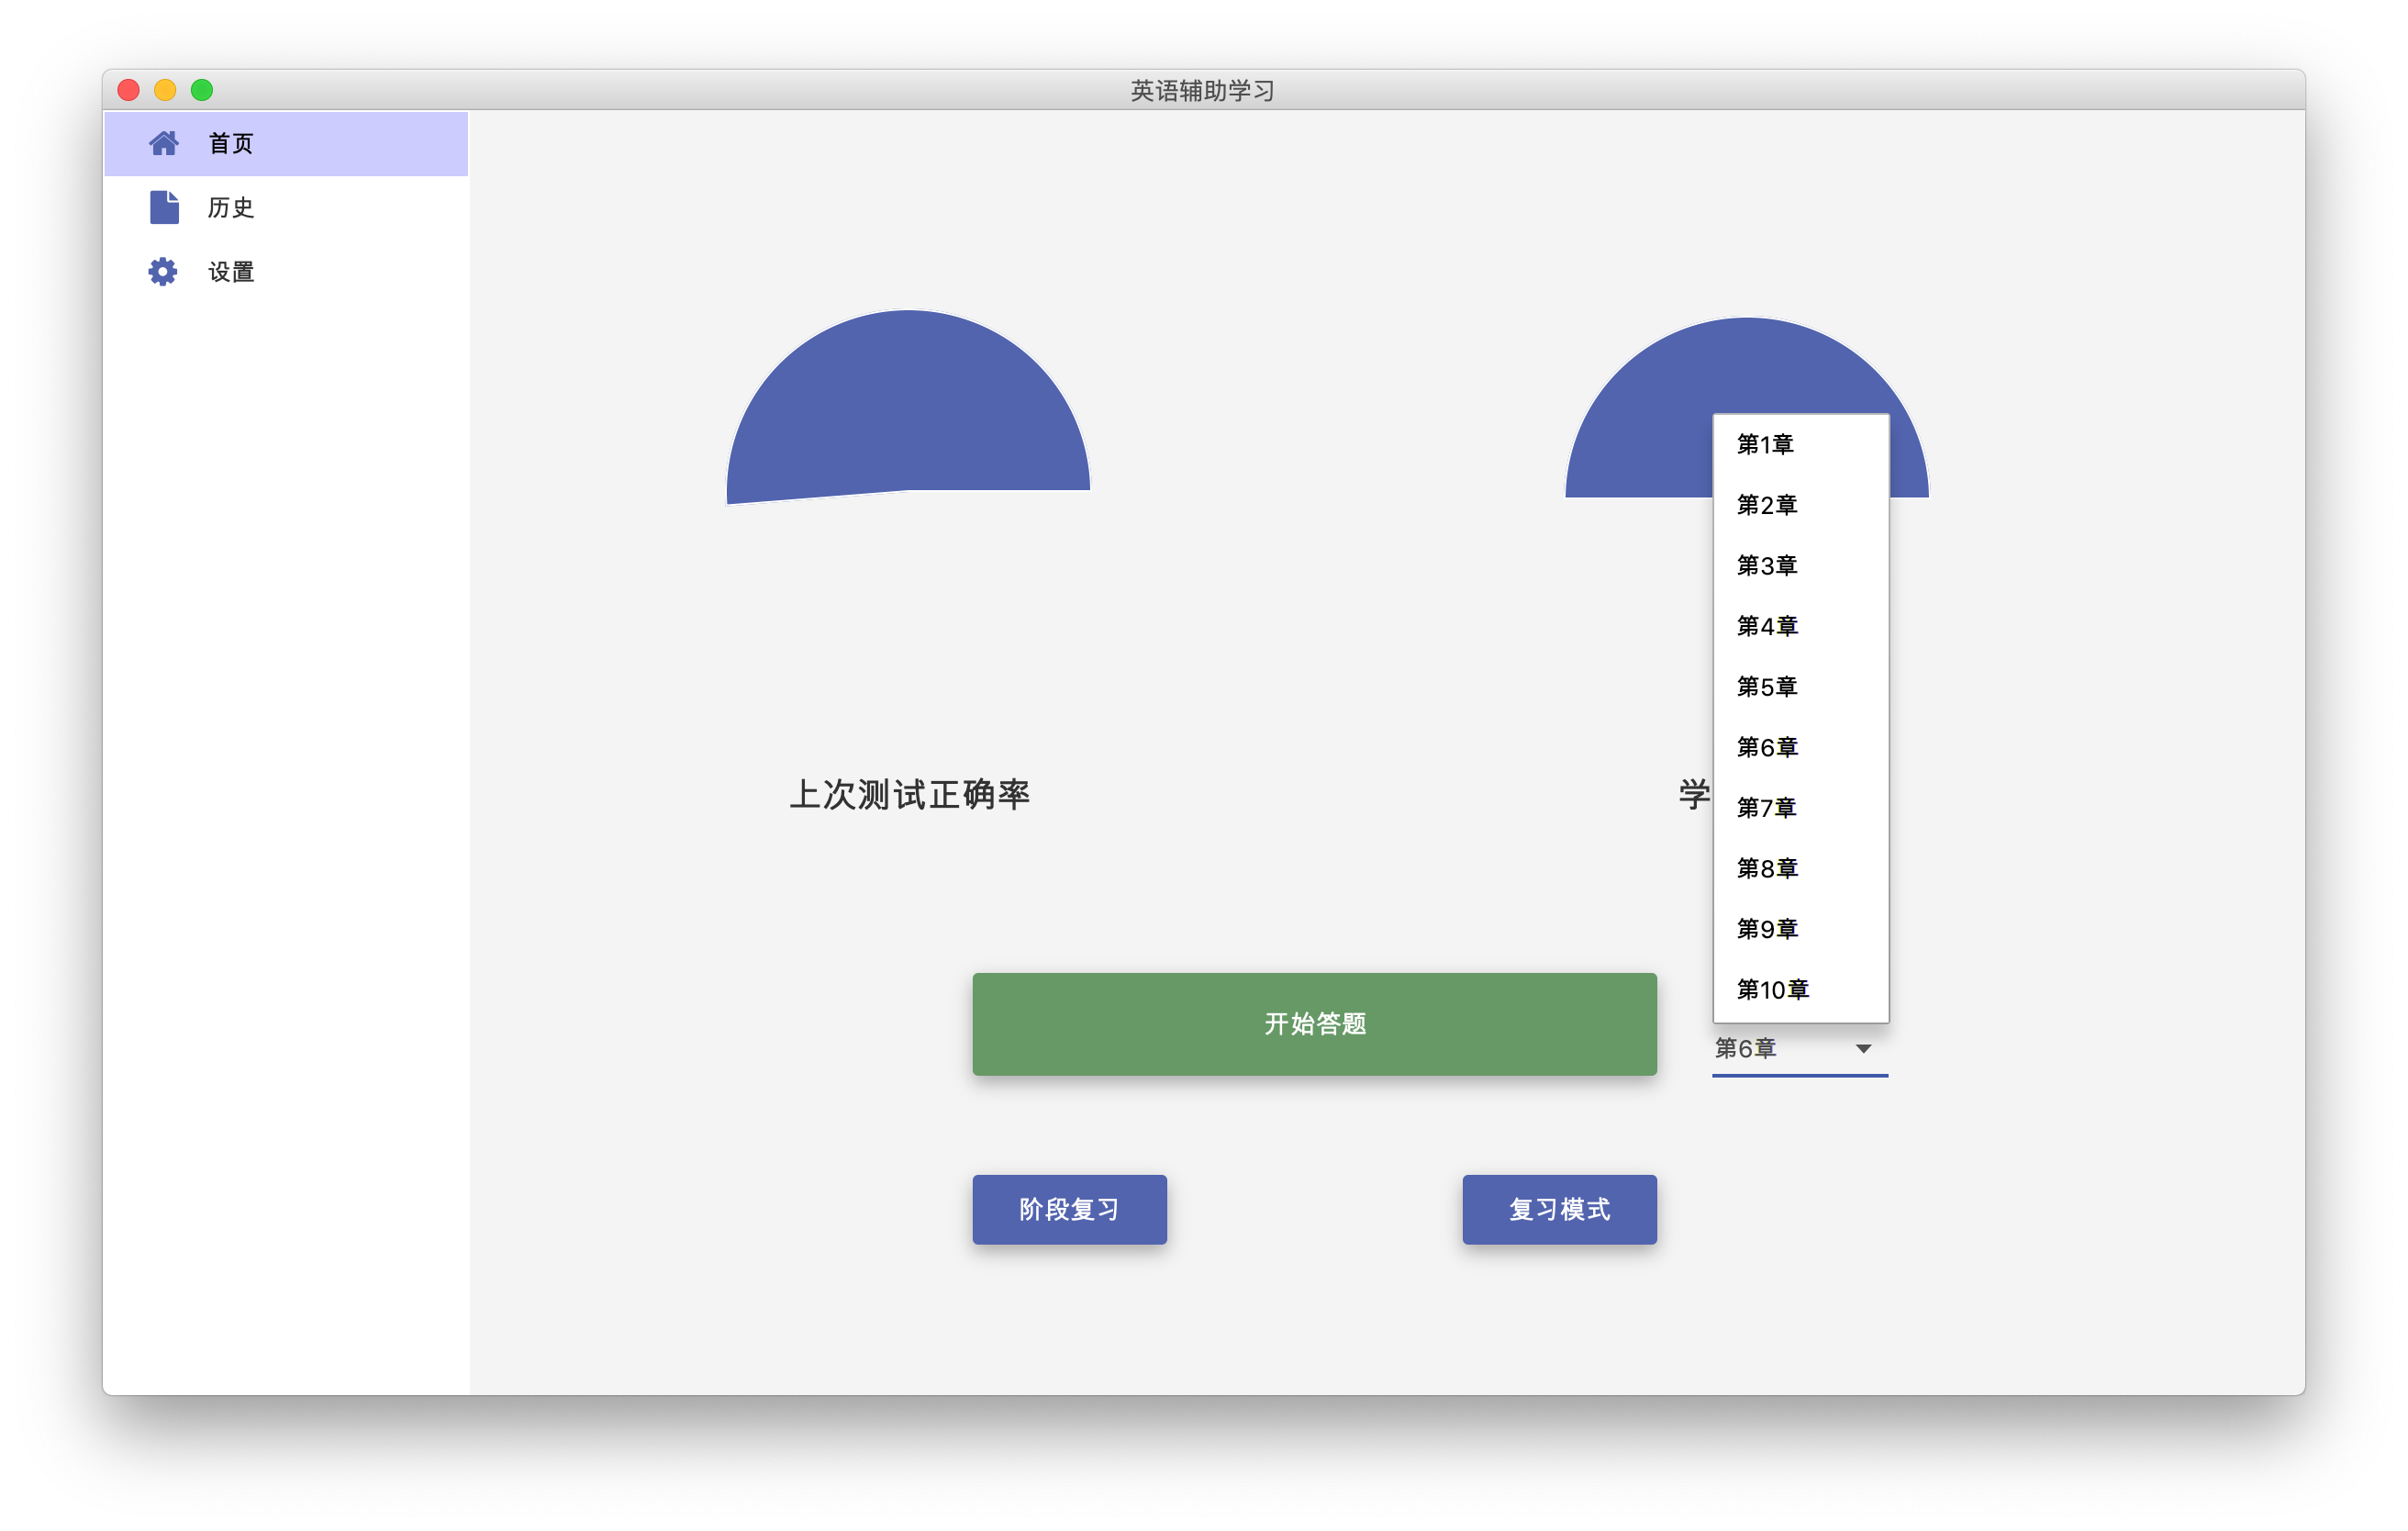 英语辅助学习
首页
历史
设置
上次测试正确率
学
第1章
第2章
第3章
第4章
第5章
第6章
第7章
第8章
第9章
第10章
开始答题
第6章
阶段复习
复习模式